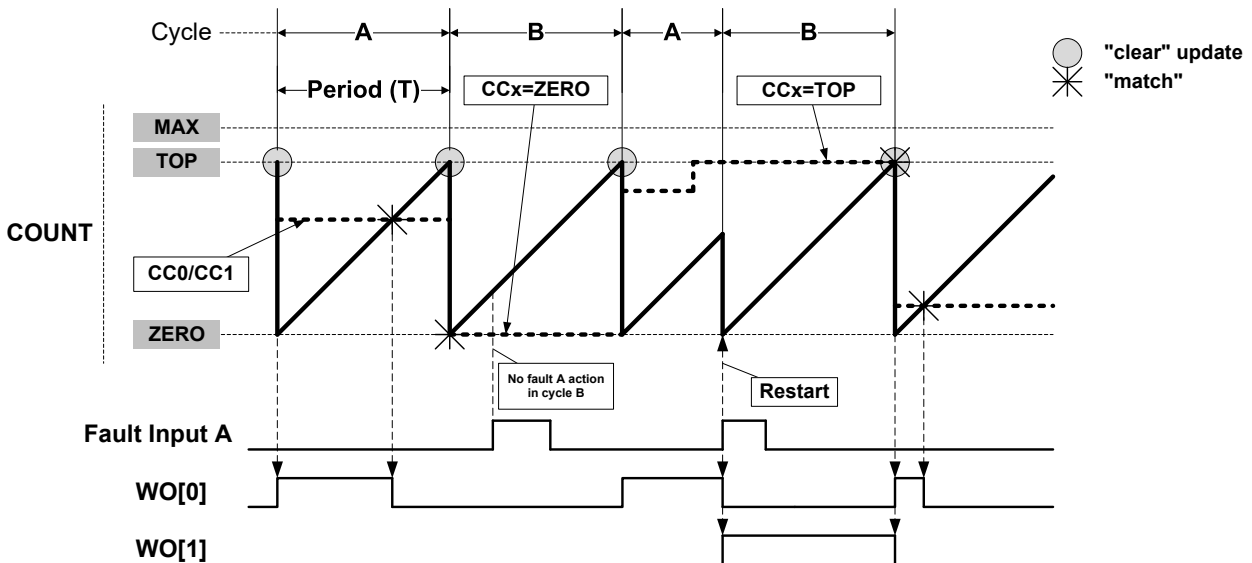 Cycle A B A B
"clear" update
"match"
Period (T)
CCx=ZERO
CCx=TOP
MAX
TOP
COUNT
CC0/CC1
ZERO
No fault A action
in cycle B
Restart
Fault Input A
WO[0]
WO[1]